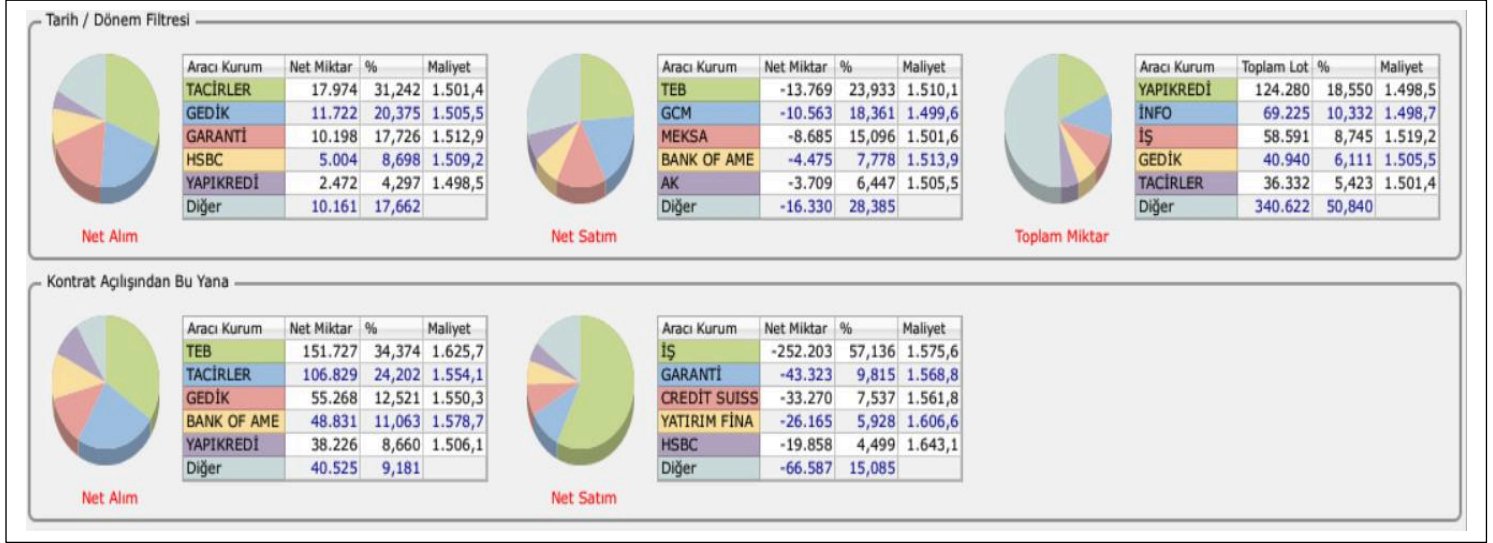 Tarih / Dönem Filtresi
Aracı Kurum Net Miktar % Maliyet
TACİRLER 17.974 31,242 1.501,4
GEDİK 11.722 20,375 1.505,5
GARANTİ 10.198 17,726 1.512,9
HSBC 5.004 8,698 1.509,2
YAPIKREDİ 2.472 4,297 1.498,5
Diğer 10.161 17,662
Net Alım
Aracı Kurum Net Miktar % Maliyet
TEB -13.769 23,933 1.510,1
GCM -10.563 18,361 1.499,6
MEKSA -8.685 15,096 1.501,6
BANK OF AME -4.475 7,778 1.513,9
AK -3.709 6,447 1.505,5
Diğer -16.330 28,385
Net Satım
Aracı Kurum Toplam Lot % Maliyet
YAPIKREDİ 124.280 18,550 1.498,5
İNFO 69.225 10,332 1.498,7
İŞ 58.591 8,745 1.519,2
GEDİK 40.940 6,111 1.505,5
TACİRLER 36.332 5,423 1.501,4
Diğer 340.622 50,840
Toplam Miktar
Kontrat Açılışından Bu Yana
Aracı Kurum Net Miktar % Maliyet
TEB 151.727 34,374 1.625,7
TACİRLER 106.829 24,202 1.554,1
GEDİK 55.268 12,521 1.550,3
BANK OF AME 48.831 11,063 1.578,7
YAPIKREDİ 38.226 8,660 1.506,1
Diğer 40.525 9,181
Net Alım
Aracı Kurum Net Miktar % Maliyet
İŞ -252.203 57,136 1.575,6
GARANTİ -43.323 9,815 1.568,8
CREDİT SUISS -33.270 7,537 1.561,8
YATIRIM FİNA -26.165 5,928 1.606,6
HSBC -19.858 4,499 1.643,1
Diğer -66.587 15,085
Net Satım